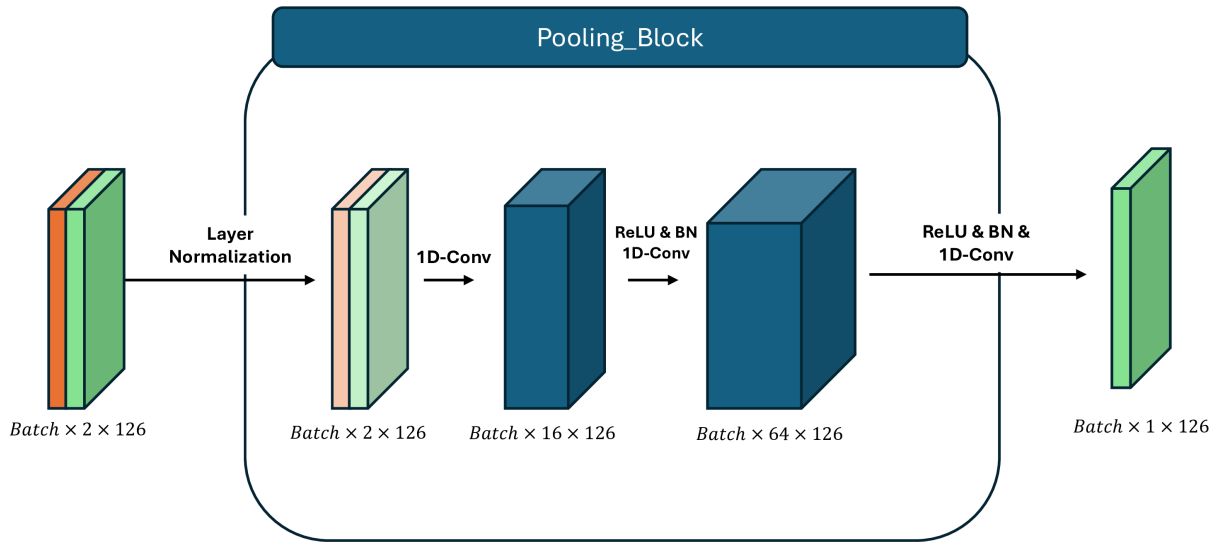 Pooling_Block
Layer
Normalization
1D-Conv
ReLU & BN
1D-Conv
ReLU & BN &
1D-Conv
Batch × 2 × 126
Batch × 2 × 126
Batch × 16 × 126
Batch × 64 × 126
Batch × 1 × 126